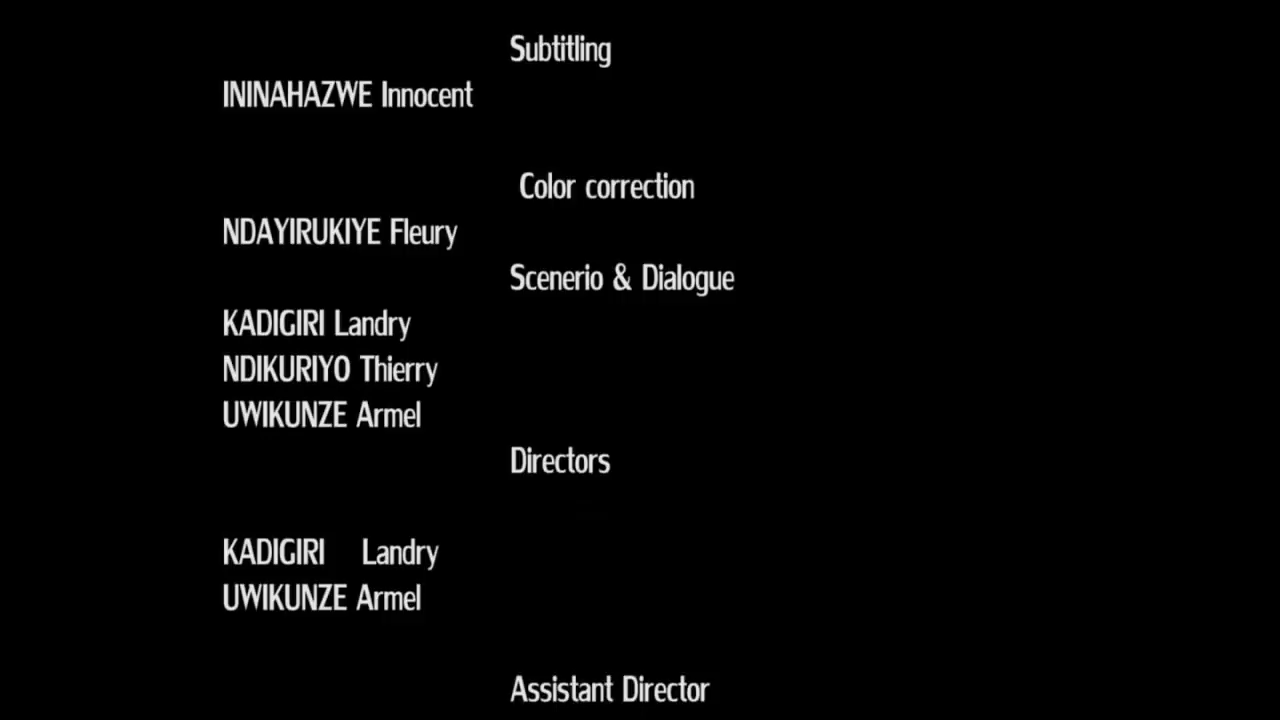 Subtitling
ININAHAZWE Innocent
Color correction
NDAYIRUKIYE Fleury
Scenerio & Dialogue
KADIGIRI Landry
NDIKURIYO Thierry
UWIKUNZE Armel
Directors
KADIGIRI Landry
UWIKUNZE Armel
Assistant Director